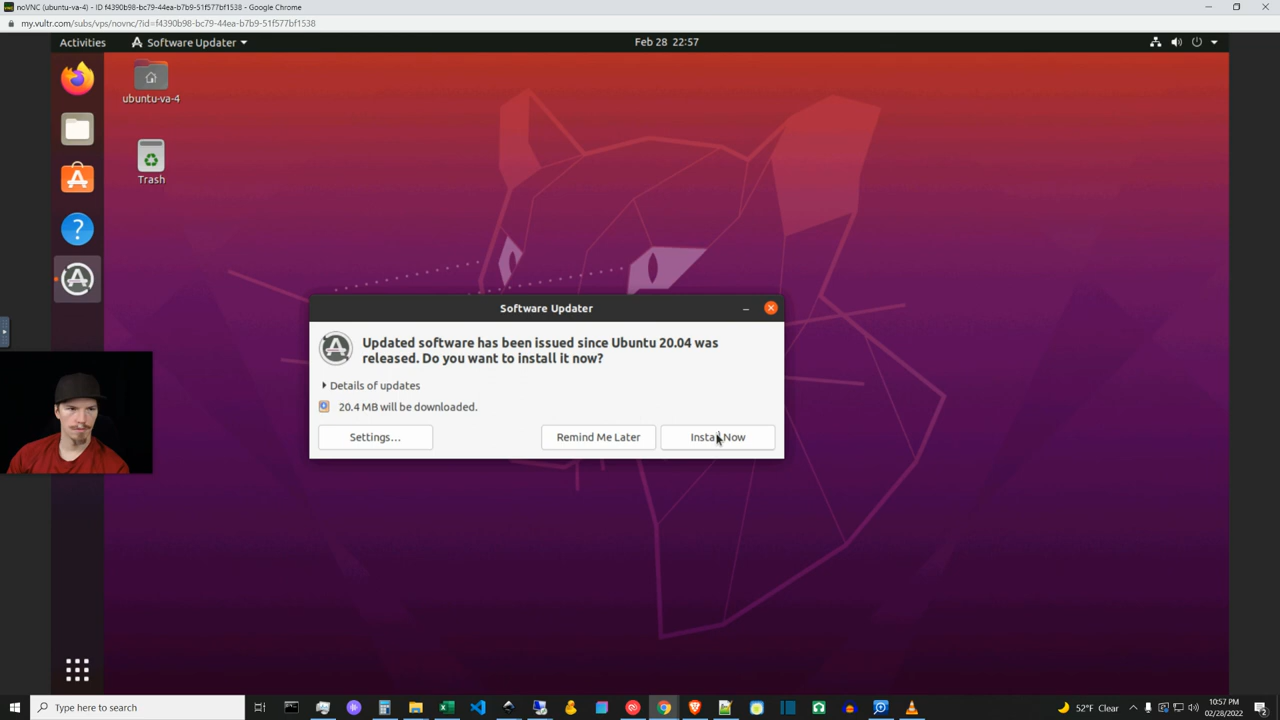 noVNC (ubuntu-va-4) - ID f4390b98-bc79-44ea-b7b9-51f577bf1538 - Google Chrome
my.vultr.com/subs/vps/novnc/?id=f4390b98-bc79-44ea-b7b9-51f577bf1538
Activities
Software Updater
Feb 28 22:57
ubuntu-va-4
Trash
Software Updater
Updated software has been issued since Ubuntu 20.04 was
released. Do you want to install it now?
Details of updates
20.4 MB will be downloaded.
Settings...
Remind Me Later
Install Now
Type here to search
52°F Clear
10:57 PM
02/28/2022
2